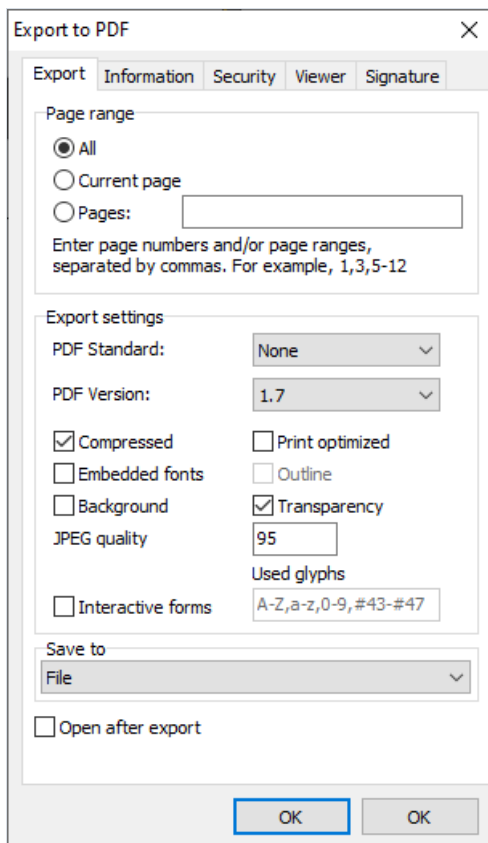 Export to PDF
Export Information Security Viewer Signature
Page range
All
Current page
Pages:
Enter page numbers and/or page ranges,
separated by commas. For example, 1,3,5-12
Export settings
PDF Standard: None
PDF Version: 1.7
Compressed Print optimized
Embedded fonts Outline
Background Transparency
JPEG quality 95
Used glyphs
Interactive forms A-Z,a-z,0-9,#43-#47
Save to
File
Open after export
OK OK